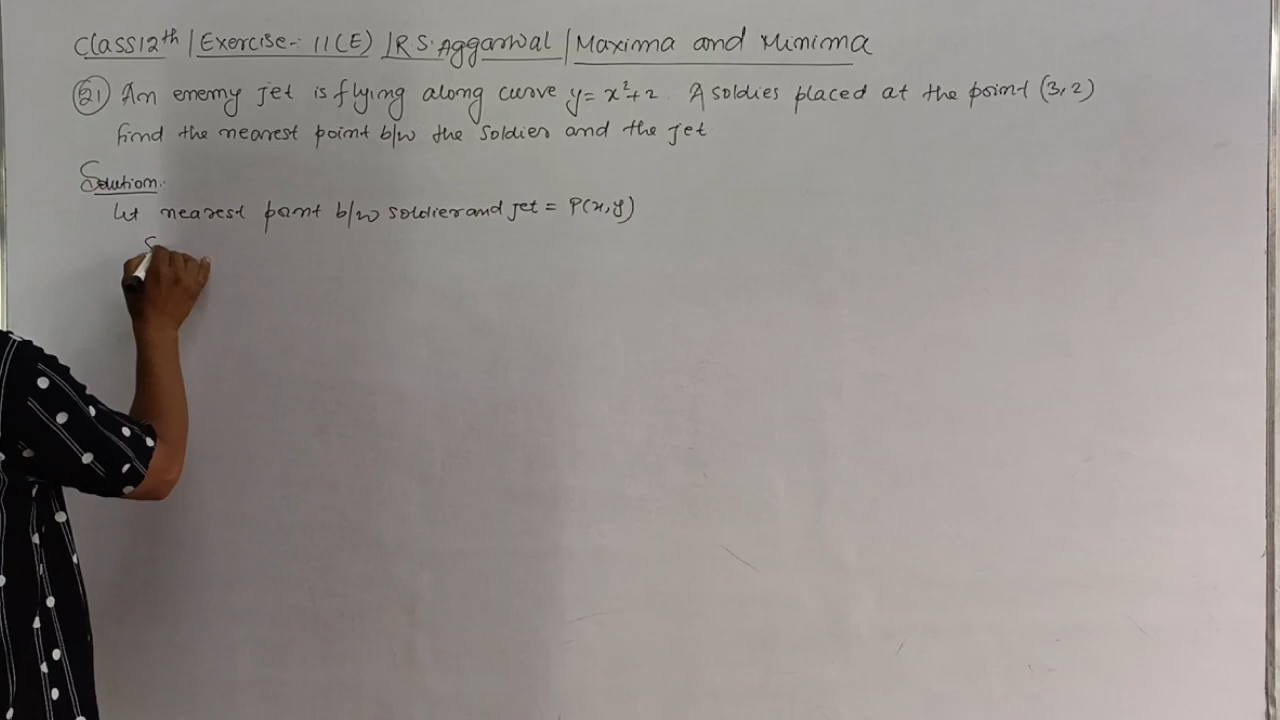 Class12th | Exercise- 11(E) | R S. Aggarwal | Maxima and Minima
21) An enemy jet is flying along curve y = x²+2. A soldies placed at the point (3,2)
find the nearest point b/w the soldier and the jet
Solution:
Let nearest point b/w soldier and jet = P(x,y)
S